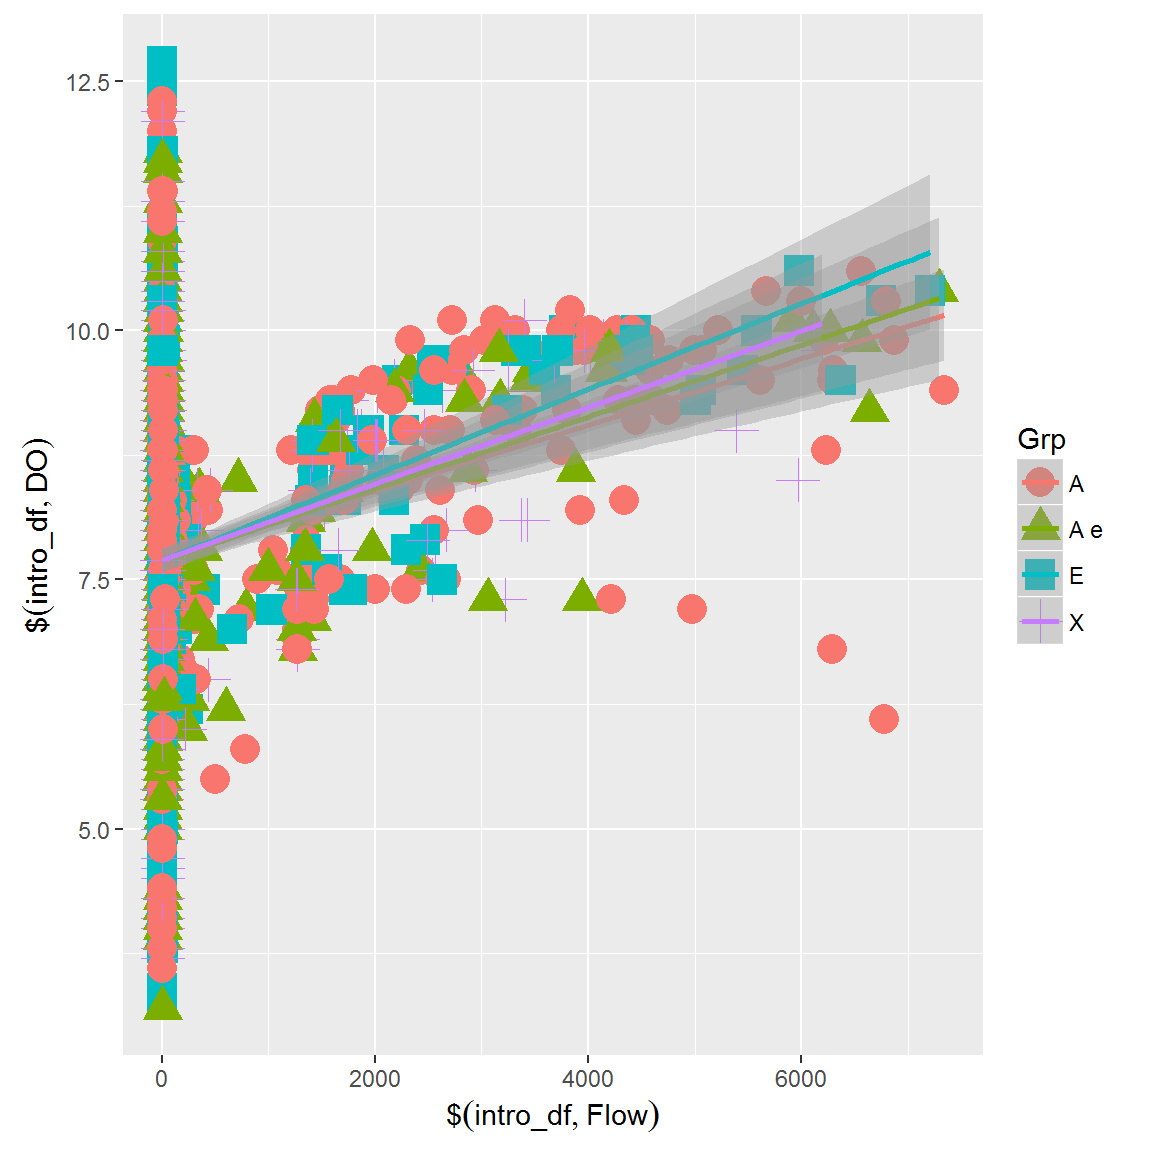 12.5
10.0
7.5
5.0
$(intro_df, DO)
0
2000
4000
6000
$(intro_df, Flow)
Grp
A
A e
E
X